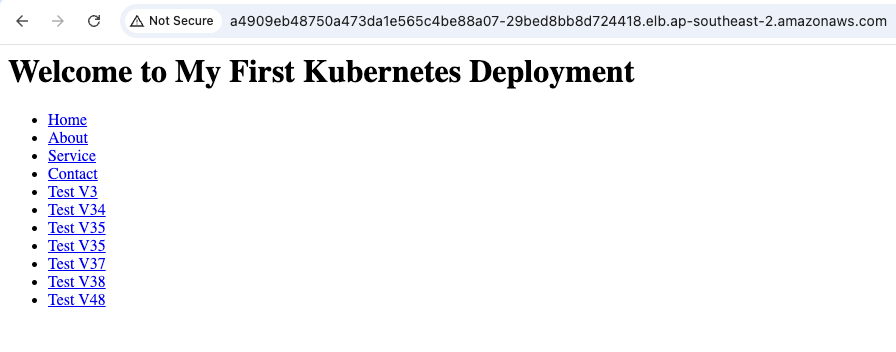 Not Secure a4909eb48750a473da1e565c4be88a07-29bed8bb8d724418.elb.ap-southeast-2.amazonaws.com
Welcome to My First Kubernetes Deployment
Home
About
Service
Contact
Test V3
Test V34
Test V35
Test V35
Test V37
Test V38
Test V48